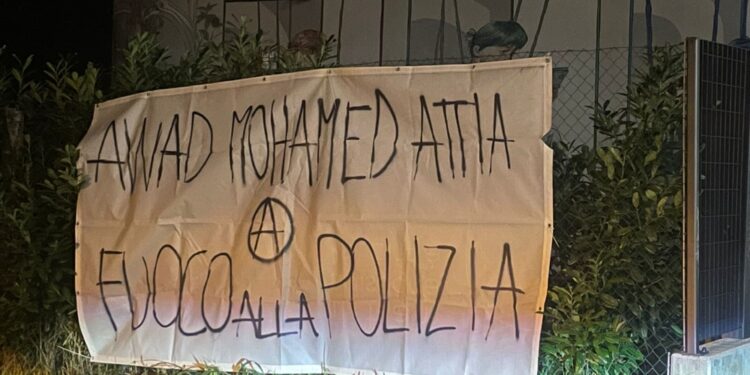 AWAD MOHAMED ATTIA
A
FUOCO ALLA POLIZIA